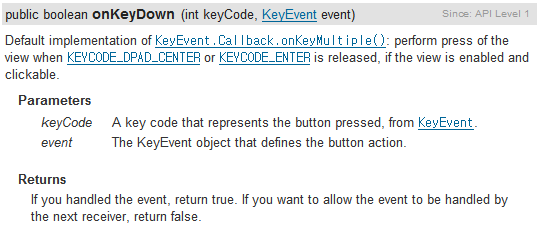 public boolean onKeyDown (int keyCode, KeyEvent event) Since: API Level 1
Default implementation of KeyEvent.Callback.onKeyMultiple(): perform press of the
view when KEYCODE_DPAD_CENTER or KEYCODE_ENTER is released, if the view is enabled and
clickable.
Parameters
keyCode A key code that represents the button pressed, from KeyEvent.
event The KeyEvent object that defines the button action.
Returns
If you handled the event, return true. If you want to allow the event to be handled by
the next receiver, return false.